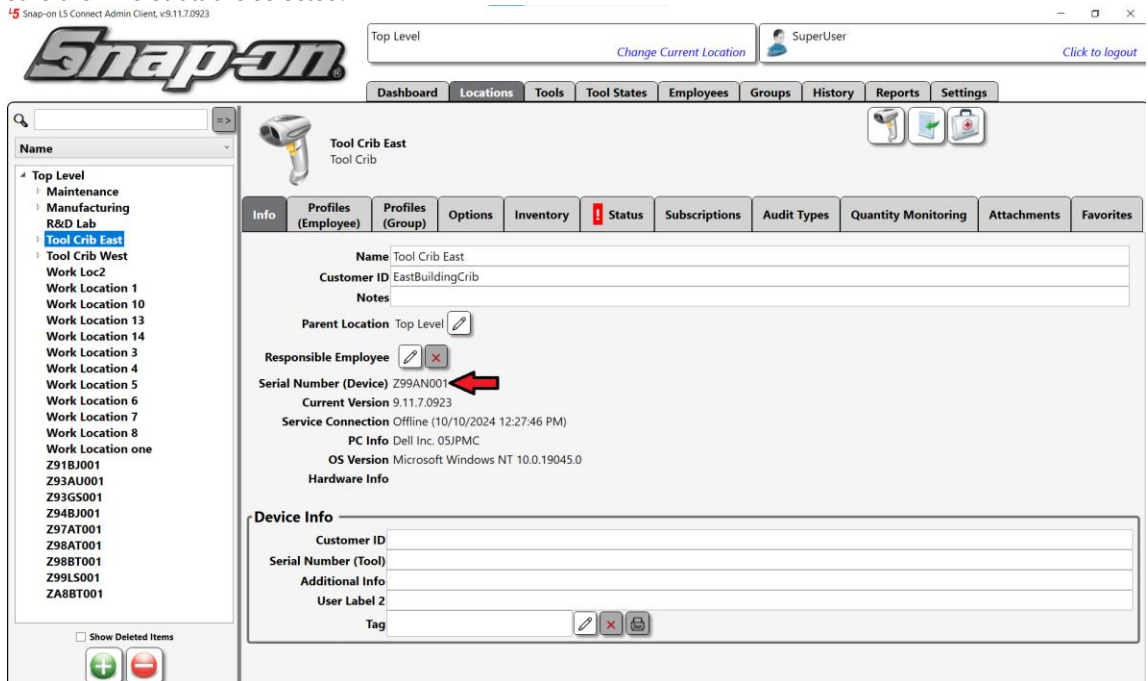 Snap-on L5 Connect Admin Client, v:9.11.7.0923
Snap-on
Top Level
Change Current Location
SuperUser
Click to logout
Dashboard Locations Tools Tool States Employees Groups History Reports Settings
=>
Name
Top Level
Maintenance
Manufacturing
R&D Lab
Tool Crib East
Tool Crib West
Work Loc2
Work Location 1
Work Location 10
Work Location 13
Work Location 14
Work Location 3
Work Location 4
Work Location 5
Work Location 6
Work Location 7
Work Location 8
Work Location one
Z91BJ001
Z93AU001
Z93GS001
Z94BJ001
Z97AT001
Z98AT001
Z98BT001
Z99LS001
ZA8BT001
Show Deleted Items
Tool Crib East
Tool Crib
Info Profiles (Employee) Profiles (Group) Options Inventory ! Status Subscriptions Audit Types Quantity Monitoring Attachments Favorites
Name Tool Crib East
Customer ID EastBuildingCrib
Notes
Parent Location Top Level
Responsible Employee
Serial Number (Device) Z99AN001
Current Version 9.11.7.0923
Service Connection Offline (10/10/2024 12:27:46 PM)
PC Info Dell Inc. 05JPMC
OS Version Microsoft Windows NT 10.0.19045.0
Hardware Info
Device Info
Customer ID
Serial Number (Tool)
Additional Info
User Label 2
Tag